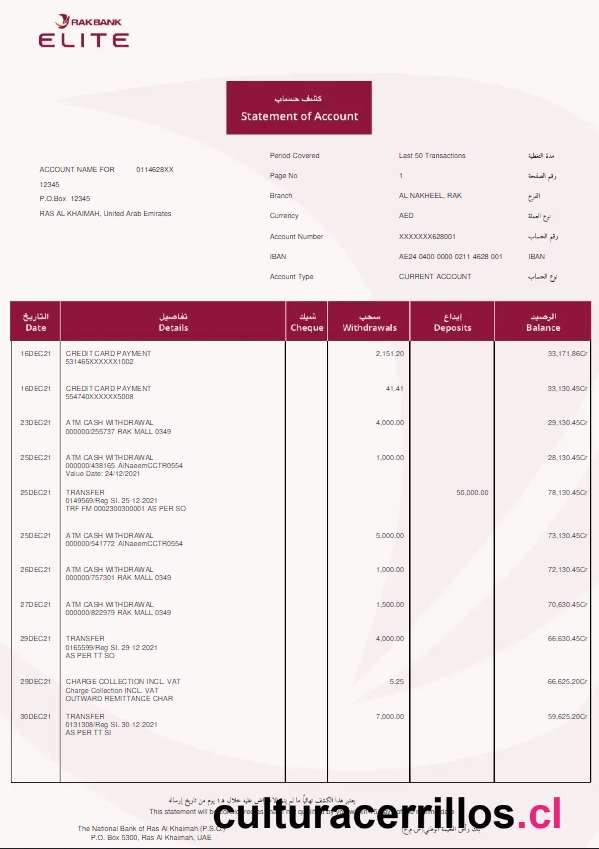 RAKBANK
ELITE
كشف حساب
Statement of Account
Period Covered Last 50 Transactions مدة التغطية
ACCOUNT NAME FOR 0114628XX
Page No 1 رقم الصفحة
12345
P.O.Box 12345
Branch AL NAKHEEL, RAK الفرع
RAS AL KHAIMAH, United Arab Emirates
Currency AED نوع العملة
Account Number XXXXXXX628001 رقم الحساب
IBAN AE24 0400 0000 0211 4628 001 IBAN
Account Type CURRENT ACCOUNT نوع الحساب
التاريخ تفاصيل شيك سحب إيداع الرصيد
Date Details Cheque Withdrawals Deposits Balance
16DEC21 CREDIT CARD PAYMENT 2,151.20 33,171.86Cr
531465XXXXXX1002
16DEC21 CREDIT CARD PAYMENT 41.41 33,130.45Cr
554740XXXXXX5008
23DEC21 ATM CASH WITHDRAWAL 4,000.00 29,130.45Cr
000000/255737 RAK MALL 0349
25DEC21 ATM CASH WITHDRAWAL 1,000.00 28,130.45Cr
000000/438165 AlNaeemCCTR0554
Value Date: 24/12/2021
25DEC21 TRANSFER 50,000.00 78,130.45Cr
0149569/Reg SI. 25-12-2021
TRF FM 0002300300001 AS PER SO
25DEC21 ATM CASH WITHDRAWAL 5,000.00 73,130.45Cr
000000/541772 AlNaeemCCTR0554
26DEC21 ATM CASH WITHDRAWAL 1,000.00 72,130.45Cr
000000/757301 RAK MALL 0349
27DEC21 ATM CASH WITHDRAWAL 1,500.00 70,630.45Cr
000000/822979 RAK MALL 0349
29DEC21 TRANSFER 4,000.00 66,630.45Cr
0165599/Reg SI. 29-12-2021
AS PER TT SO
29DEC21 CHARGE COLLECTION INCL. VAT 5.25 66,625.20Cr
Charge Collection INCL. VAT
OUTWARD REMITTANCE CHAR
30DEC21 TRANSFER 7,000.00 59,625.20Cr
0131308/Reg SI. 30-12-2021
AS PER TT SI
يعتبر هذا الكشف نهائياً ما لم عليه خلال ١٥ يوم من تاريخ إرساله
This statement will be
culturacerrillos.cl
The National Bank of Ras Al Khaimah (P.S.C.)
P.O. Box 5300, Ras Al Khaimah, UAE